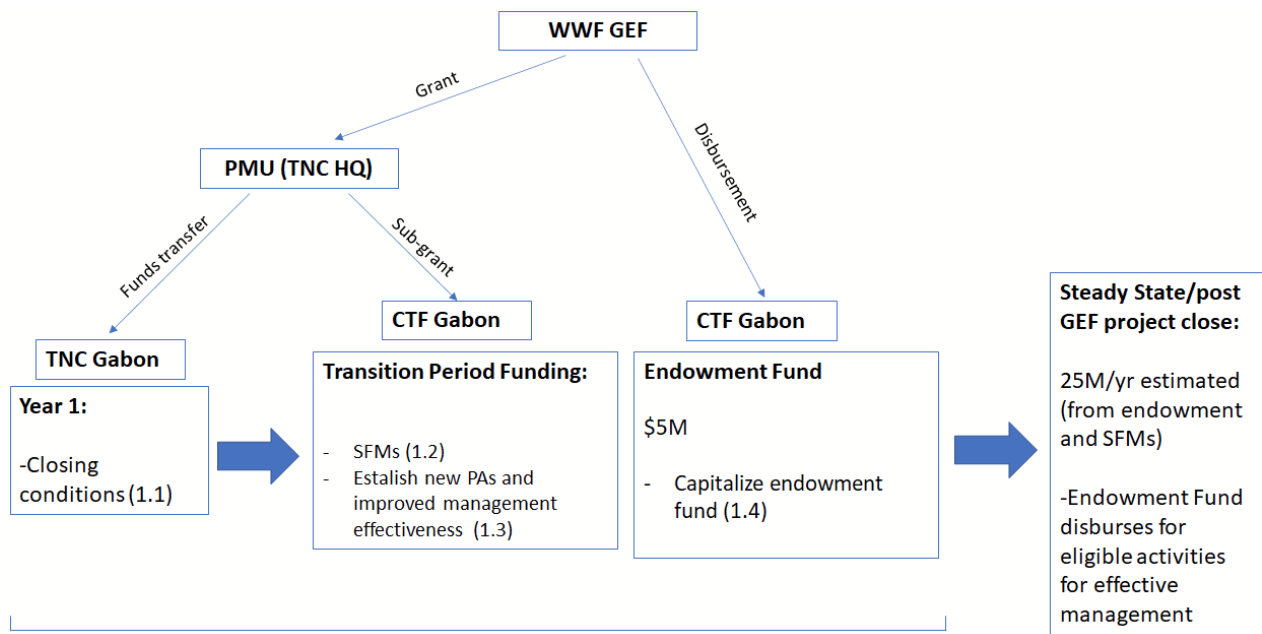 WWF GEF
Grant
Disbursement
PMU (TNC HQ)
Funds transfer
Sub-grant
TNC Gabon
Year 1:
-Closing
conditions (1.1)
CTF Gabon
Transition Period Funding:
- SFMs (1.2)
- Estalish new PAs and
improved management
effectiveness (1.3)
CTF Gabon
Endowment Fund
$5M
- Capitalize endowment
fund (1.4)
Steady State/post
GEF project close:
25M/yr estimated
(from endowment
and SFMs)
-Endowment Fund
disburses for
eligible activities
for effective
management